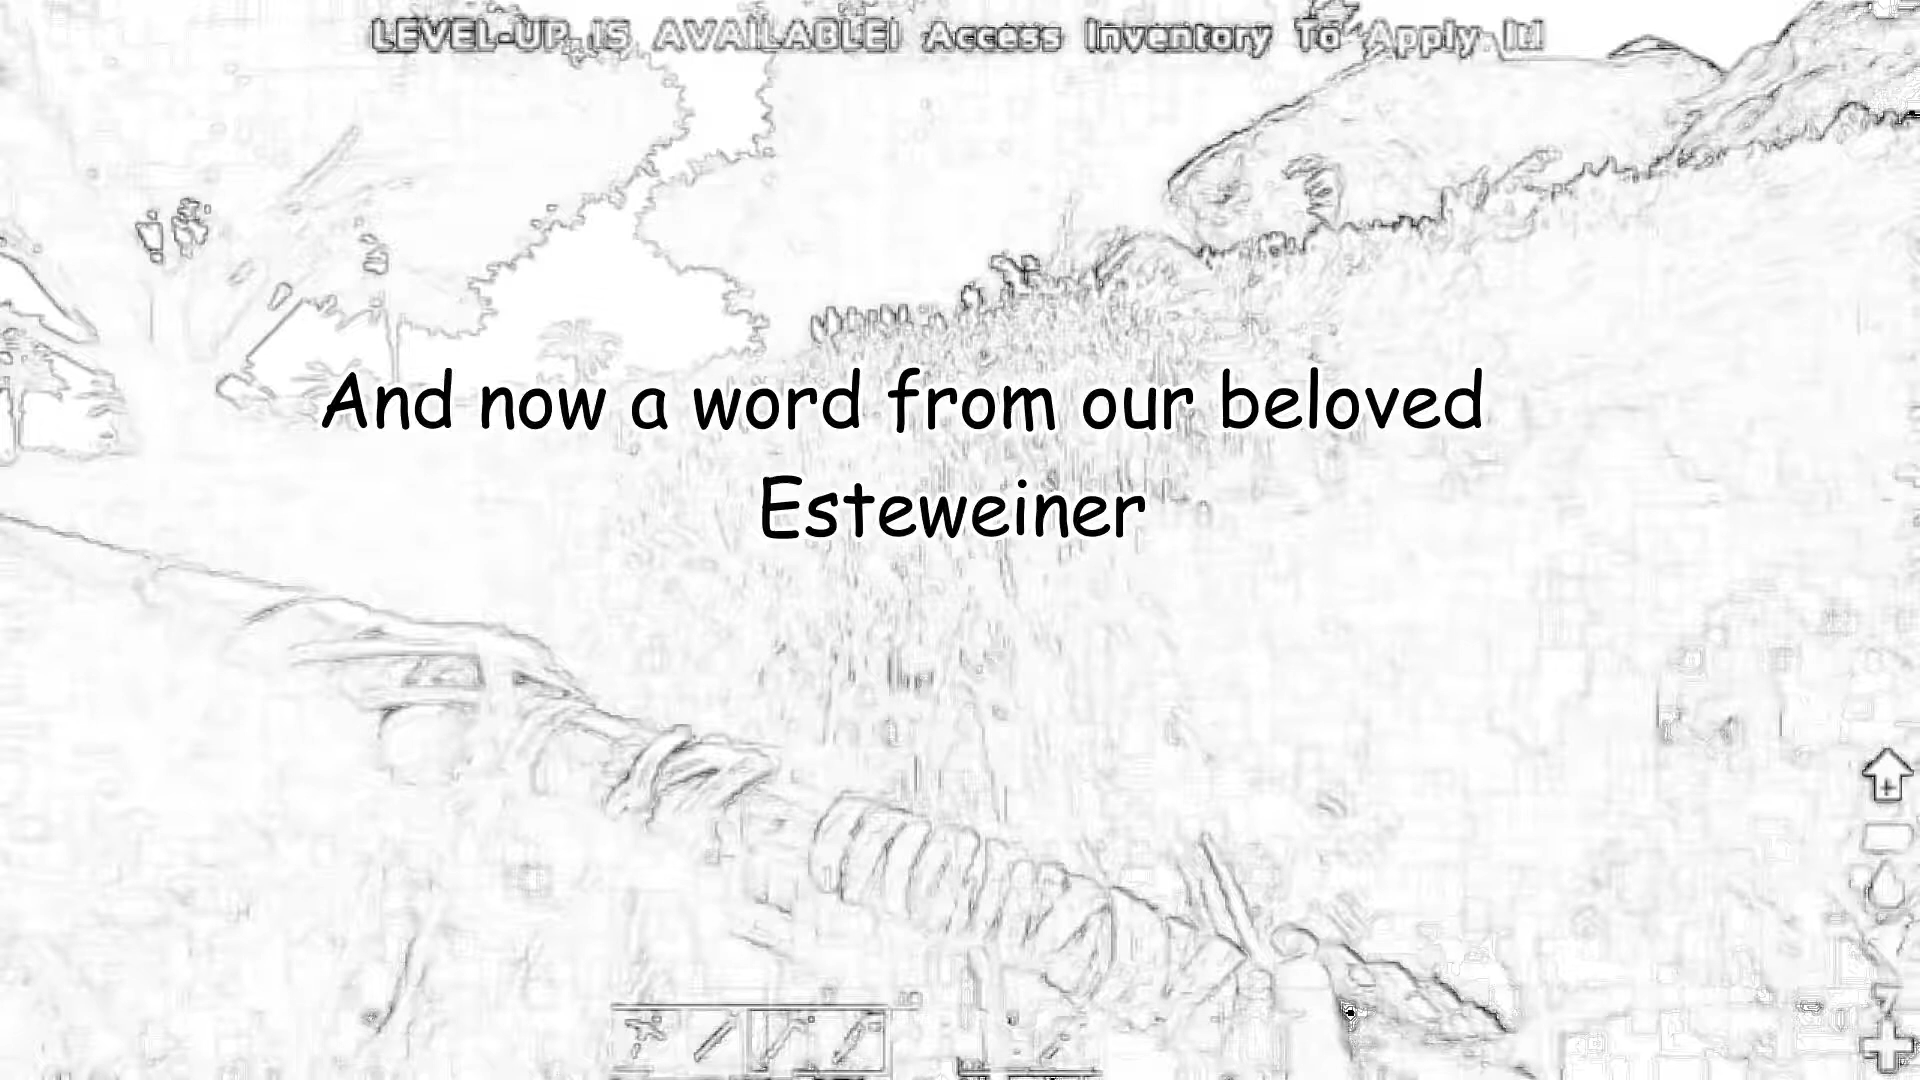 LEVEL-UP IS AVAILABLE! Access Inventory To Apply It!
And now a word from our beloved
Esteweiner